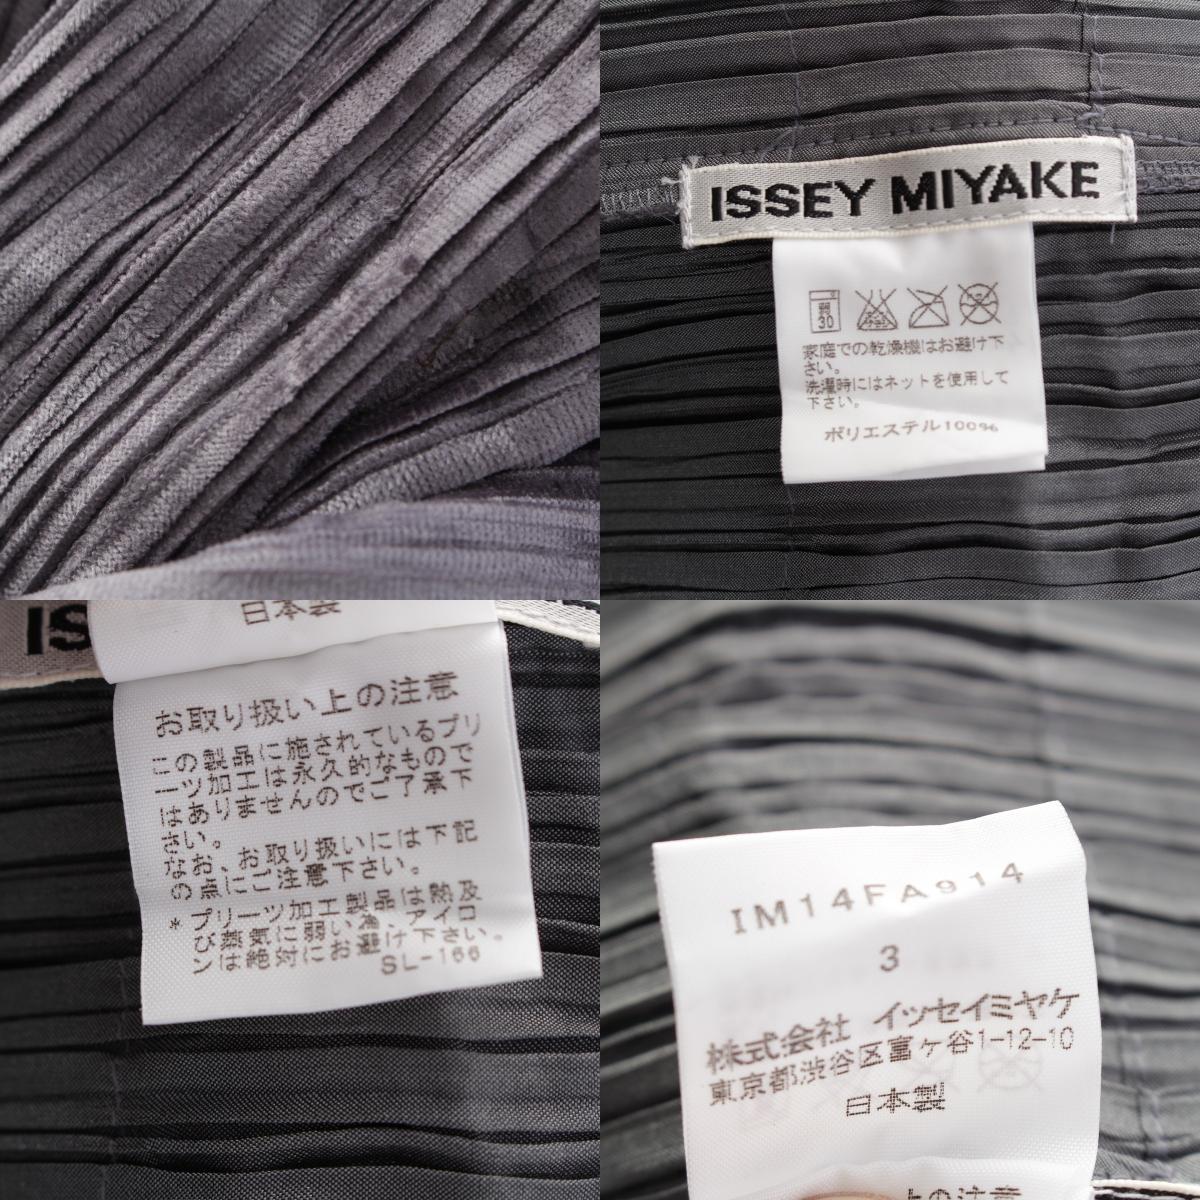 ISSEY MIYAKE
弱
30
家庭での乾燥機はお避け下
さい。
洗濯時にはネットを使用して
下さい。
ポリエステル100%
IS
日本製
お取り扱い上の注意
この製品に施されているプリ
ーツ加工は永久的なもので
はありませんのでご了承下
さい。
なお、お取り扱いには下記
の点にご注意下さい。
*プリーツ加工製品は熱及
び蒸気に弱い為、アイロ
ンは絶対にお避け下さい。
SL-166
IM14FA914
3
株式会社 イッセイミヤケ
東京都渋谷区富ヶ谷1-12-10
日本製
上の注意